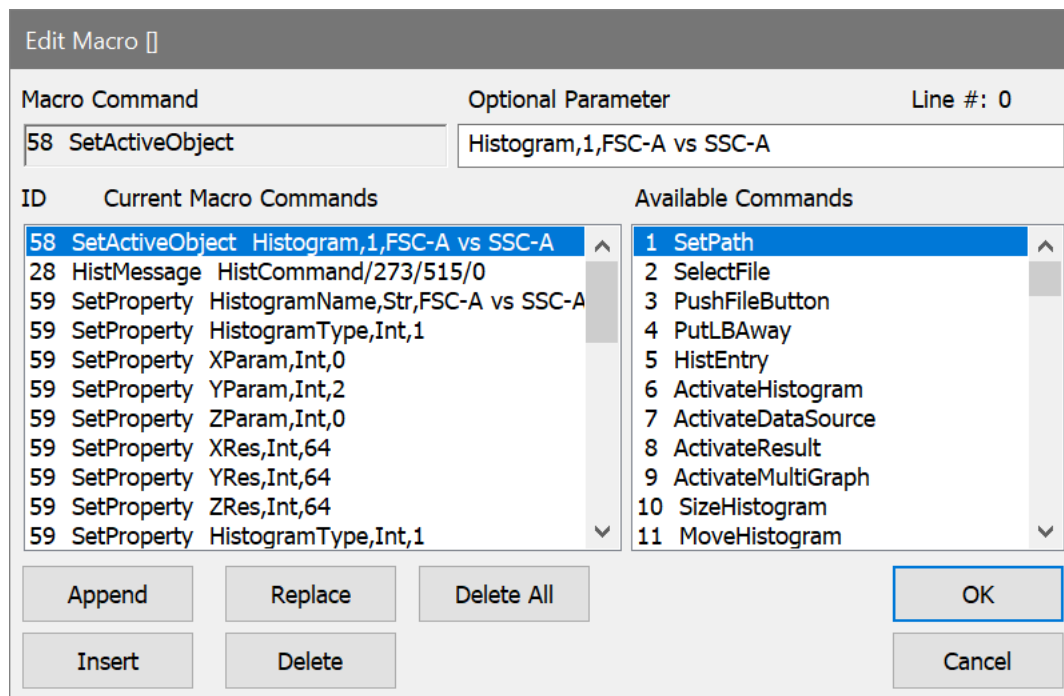 Edit Macro []
Macro Command Optional Parameter Line #: 0
58 SetActiveObject Histogram,1,FSC-A vs SSC-A
ID Current Macro Commands Available Commands
58 SetActiveObject Histogram,1,FSC-A vs SSC-A
28 HistMessage HistCommand/273/515/0
59 SetProperty HistogramName,Str,FSC-A vs SSC-A
59 SetProperty HistogramType,Int,1
59 SetProperty XParam,Int,0
59 SetProperty YParam,Int,2
59 SetProperty ZParam,Int,0
59 SetProperty XRes,Int,64
59 SetProperty YRes,Int,64
59 SetProperty ZRes,Int,64
59 SetProperty HistogramType,Int,1
1 SetPath
2 SelectFile
3 PushFileButton
4 PutLBAway
5 HistEntry
6 ActivateHistogram
7 ActivateDataSource
8 ActivateResult
9 ActivateMultiGraph
10 SizeHistogram
11 MoveHistogram
Append Replace Delete All OK
Insert Delete Cancel